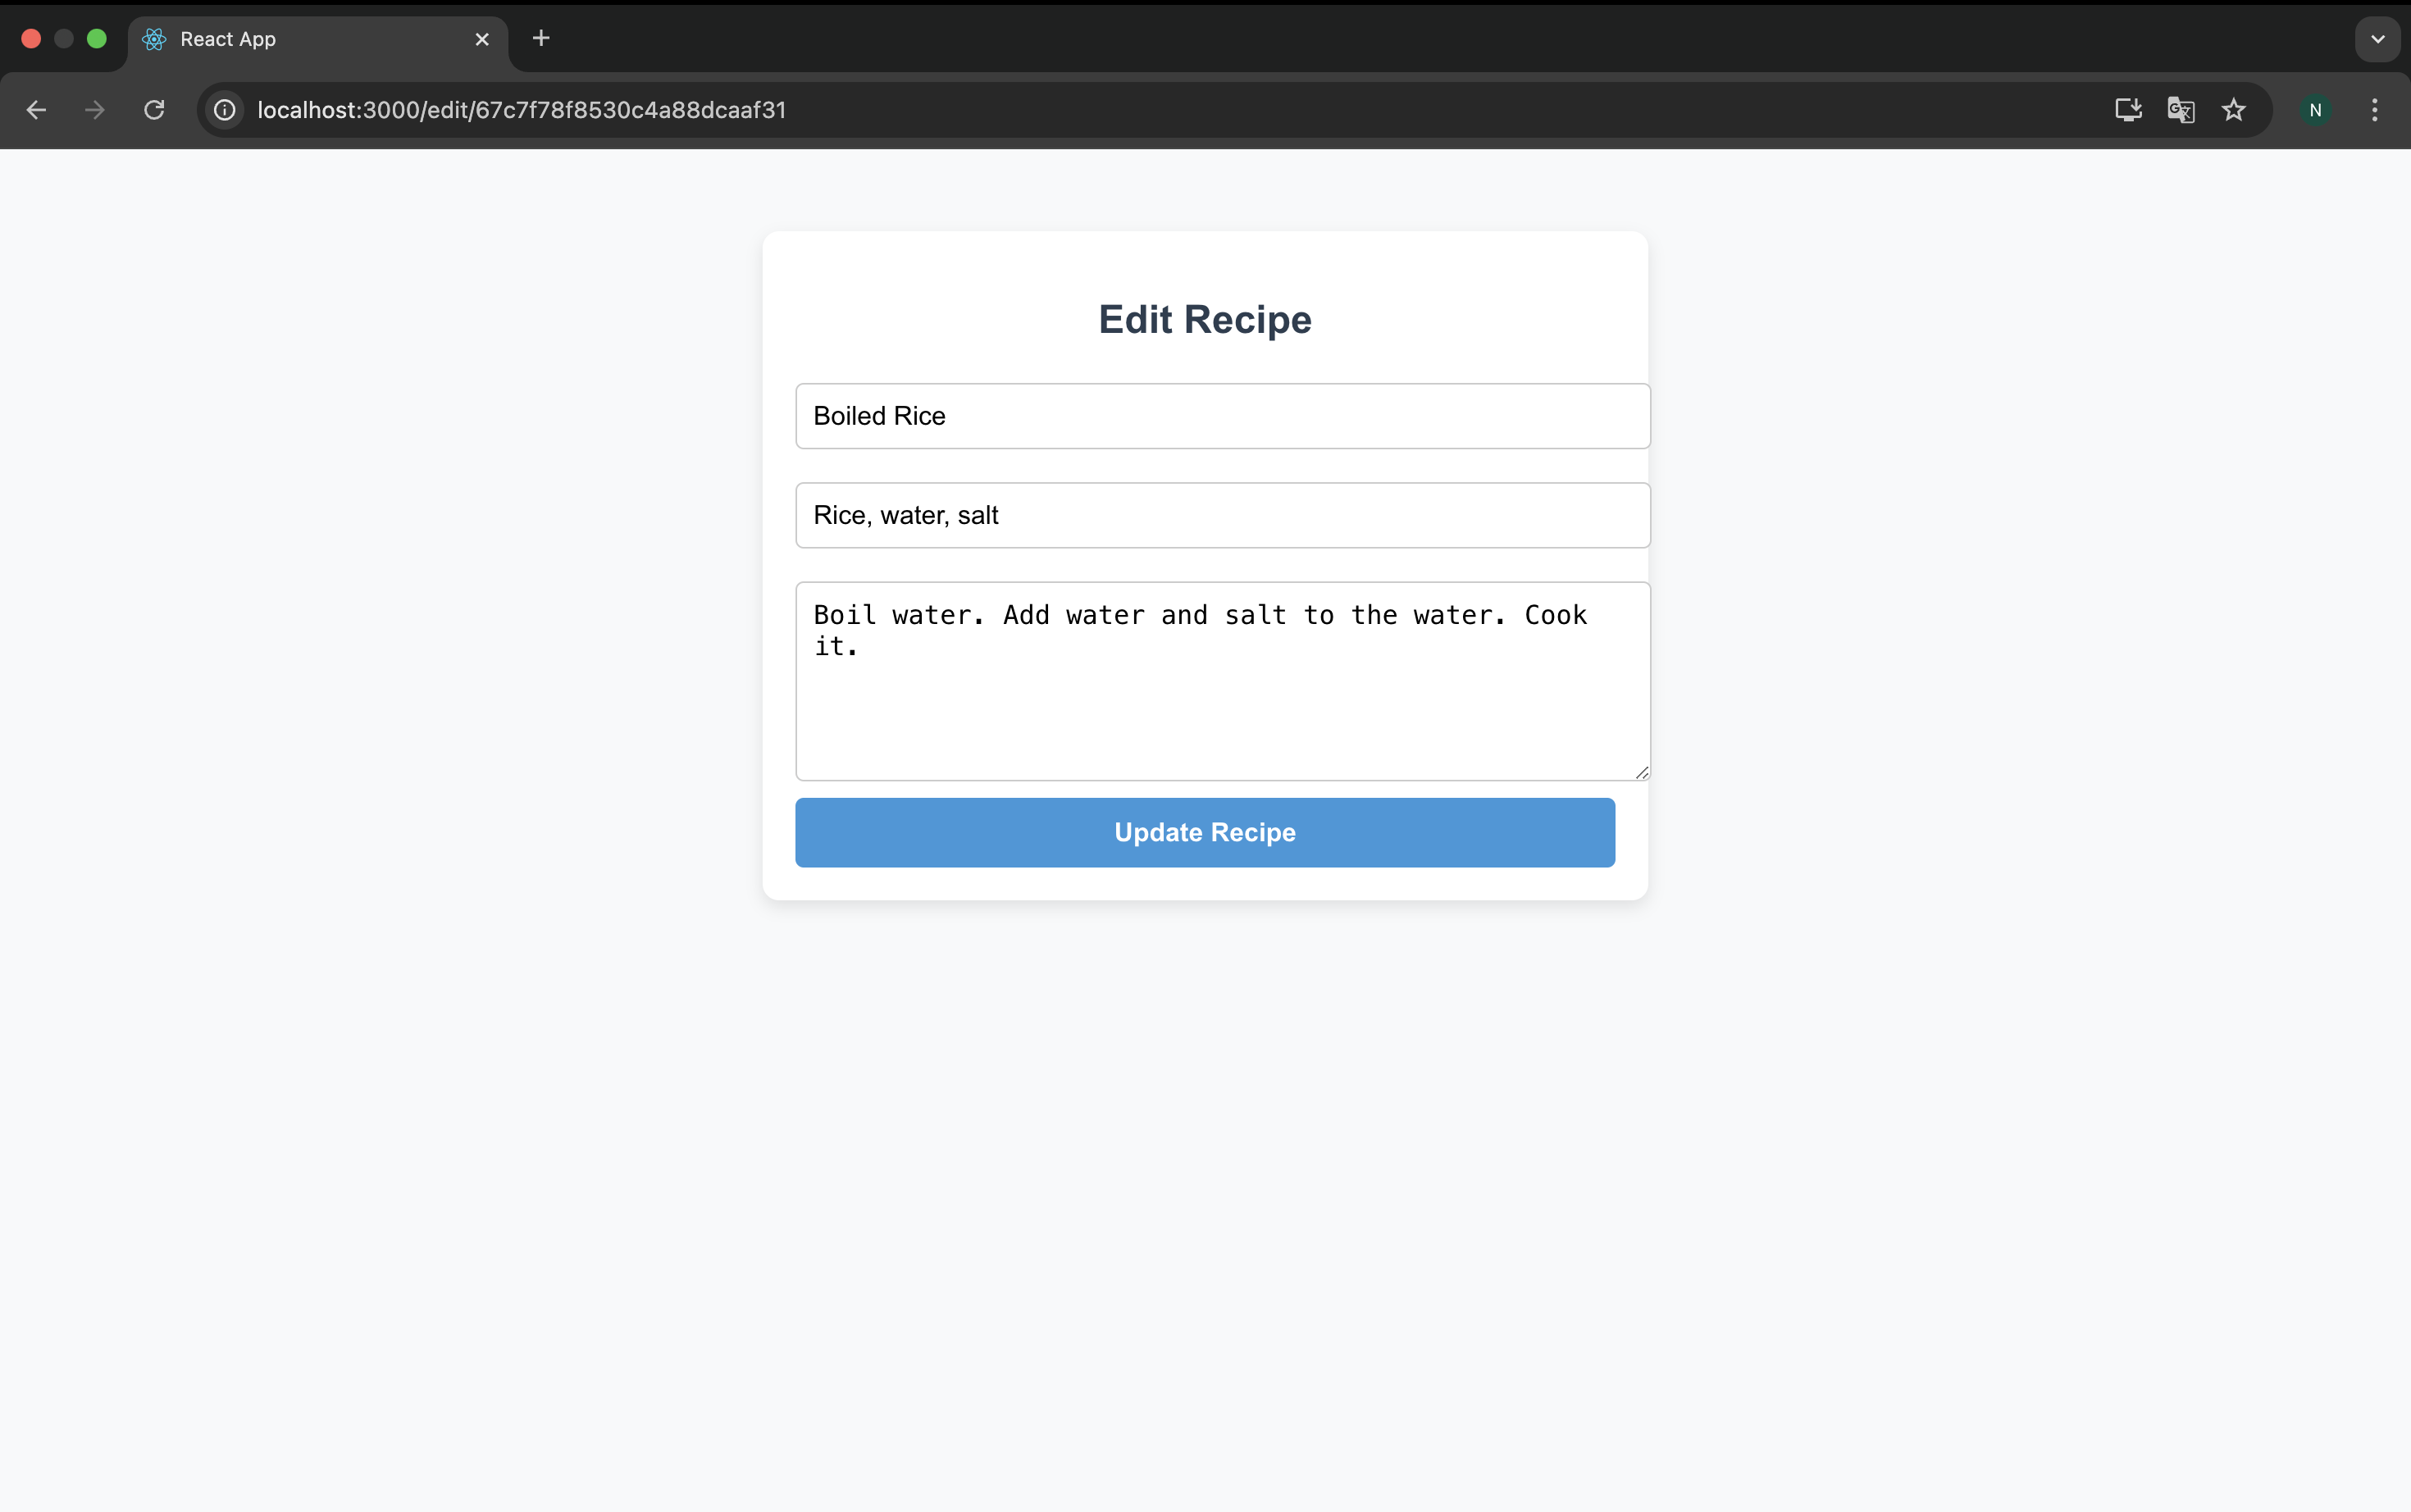 React App
localhost:3000/edit/67c7f78f8530c4a88dcaaf31
N
Edit Recipe
Boiled Rice
Rice, water, salt
Boil water. Add water and salt to the water. Cook
it.
Update Recipe